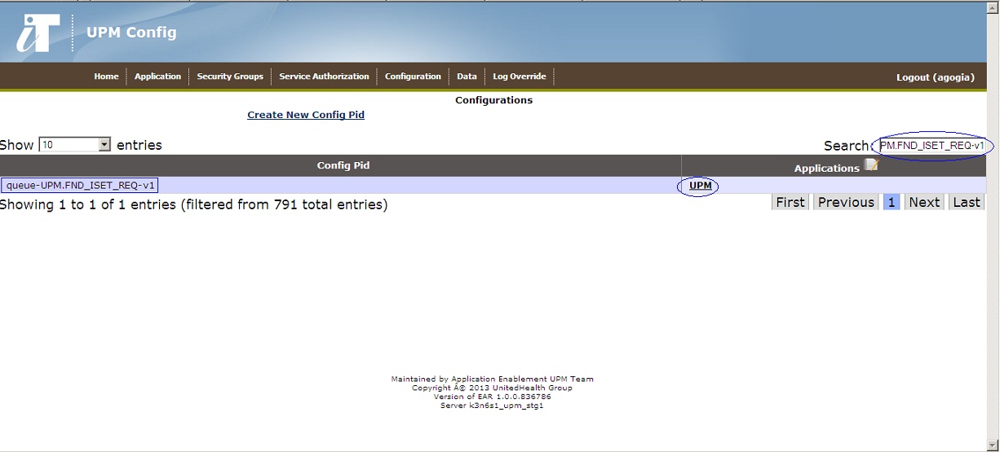 iT UPM Config
Home Application Security Groups Service Authorization Configuration Data Log Override Logout (agogia)
Configurations
Create New Config Pid
Show 10 entries Search: PM.FND_ISET_REQ-v1
Config Pid Applications
queue-UPM.FND_ISET_REQ-v1 UPM
Showing 1 to 1 of 1 entries (filtered from 791 total entries) First Previous 1 Next Last
Maintained by Application Enablement UPM Team
Copyright Â© 2013 UnitedHealth Group
Version of EAR 1.0.0.836786
Server k3n6s1_upm_stg1